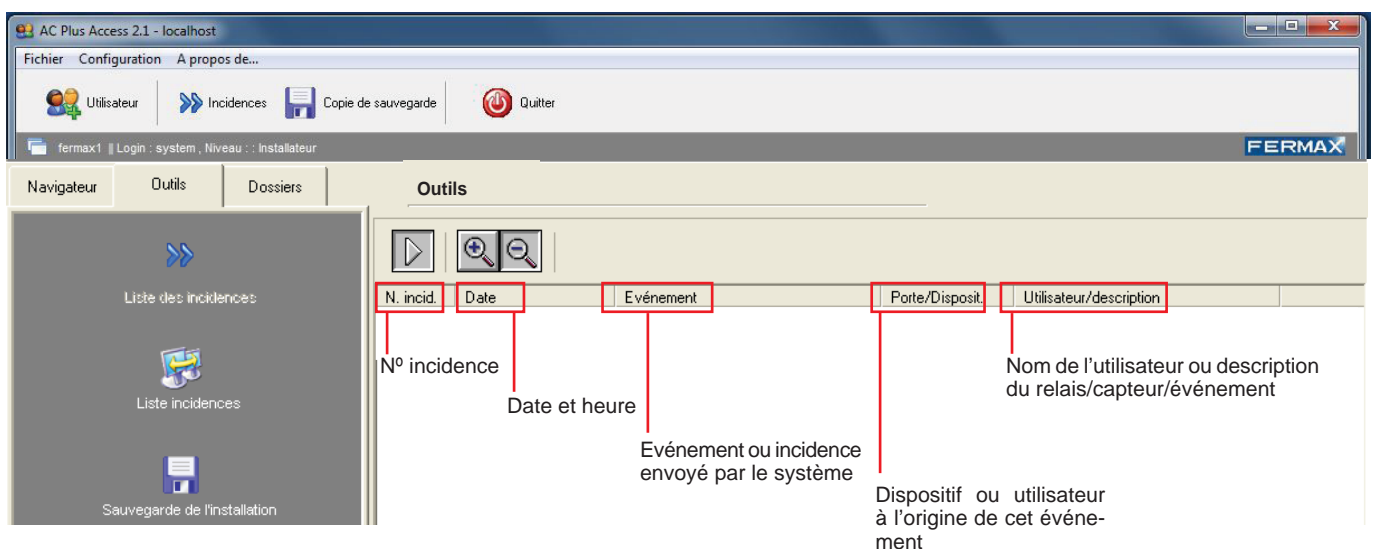 AC Plus Access 2.1 - localhost
Fichier Configuration A propos de...
Utilisateur Incidences Copie de sauvegarde Quitter
fermax1 || Login : system , Niveau : : Installateur FERMAX
Navigateur Outils Dossiers Outils
Liste des incidences
N. incid. Date Evénement Porte/Disposit. Utilisateur/description
Nº incidence
Nom de l’utilisateur ou description
du relais/capteur/événement
Liste incidences
Date et heure
Evénement ou incidence
envoyé par le système
Dispositif ou utilisateur
à l’origine de cet événe-
ment
Sauvegarde de l'installation